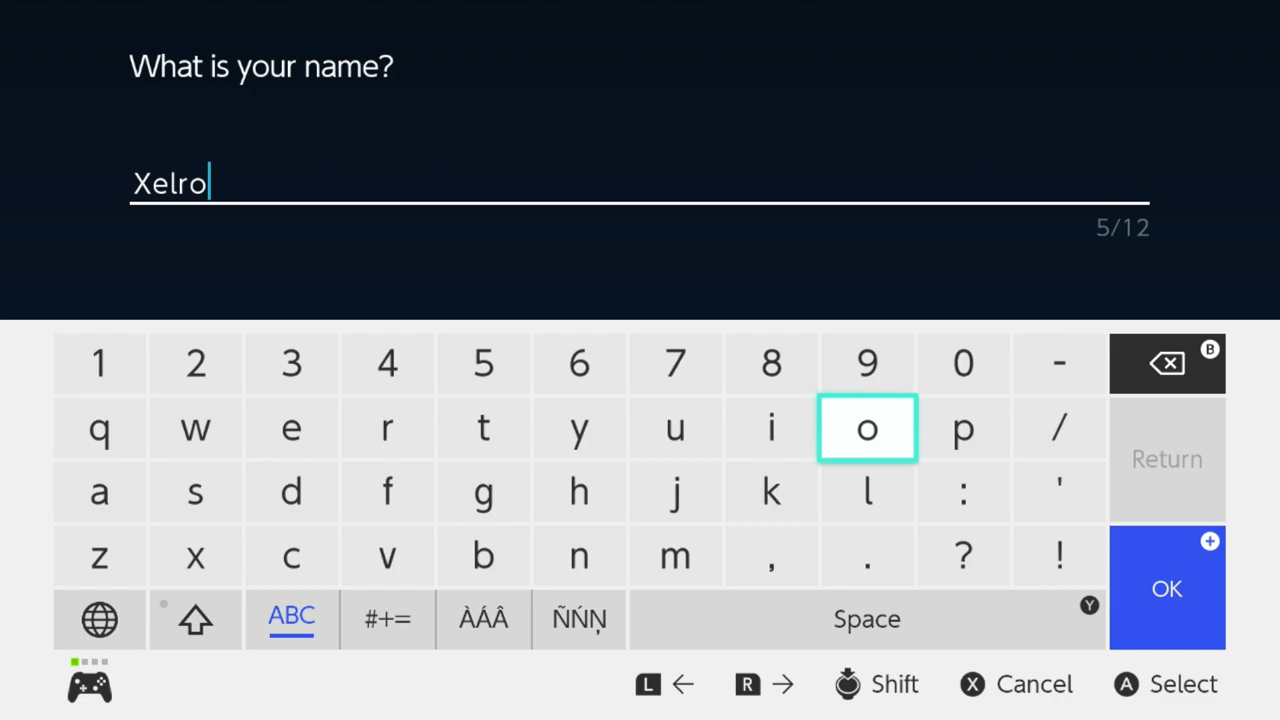 What is your name?
Xelro
5/12
1 2 3 4 5 6 7 8 9 0 - B
q w e r t y u i o p / Return
a s d f g h j k l : '
z x c v b n m , . ? ! + OK
ABC #+= ÀÁÂ ÑŃŅ Space Y
L ← R → Shift X Cancel A Select